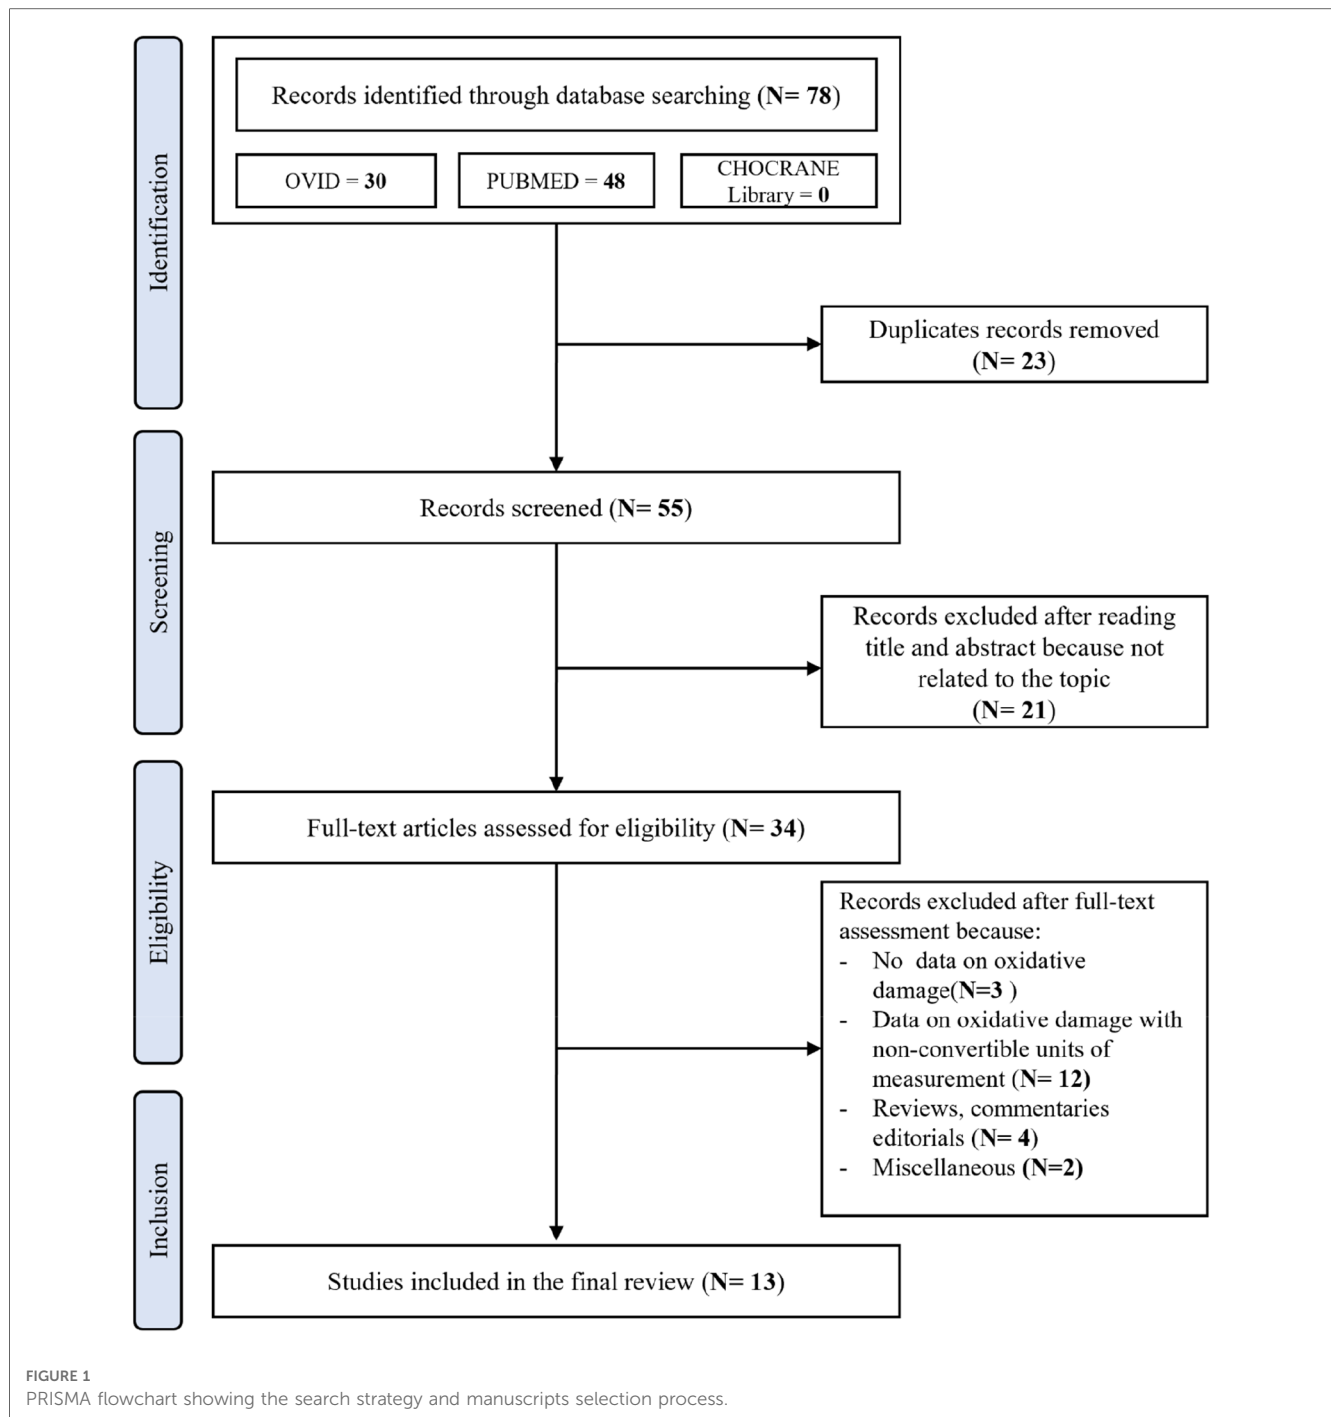 Identification
Records identified through database searching (N= 78)
OVID = 30
PUBMED = 48
CHOCRANE
Library = 0
Duplicates records removed
(N= 23)
Screening
Records screened (N= 55)
Records excluded after reading
title and abstract because not
related to the topic
(N= 21)
Eligibility
Full-text articles assessed for eligibility (N= 34)
Records excluded after full-text
assessment because:
- No data on oxidative
damage(N=3 )
- Data on oxidative damage with
non-convertible units of
measurement (N= 12)
- Reviews, commentaries
editorials (N= 4)
- Miscellaneous (N=2)
Inclusion
Studies included in the final review (N= 13)
FIGURE 1
PRISMA flowchart showing the search strategy and manuscripts selection process.